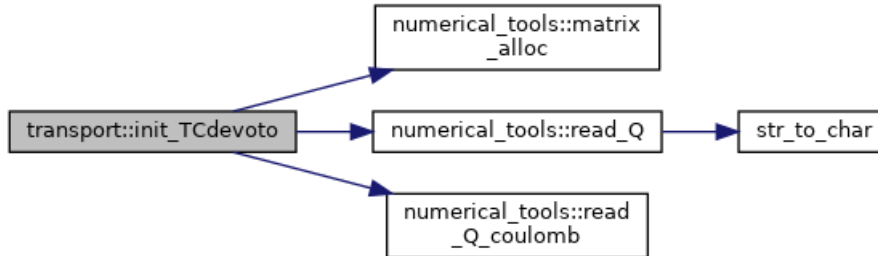 numerical_tools::matrix
_alloc
transport::init_TCdevoto
numerical_tools::read_Q
str_to_char
numerical_tools::read
_Q_coulomb